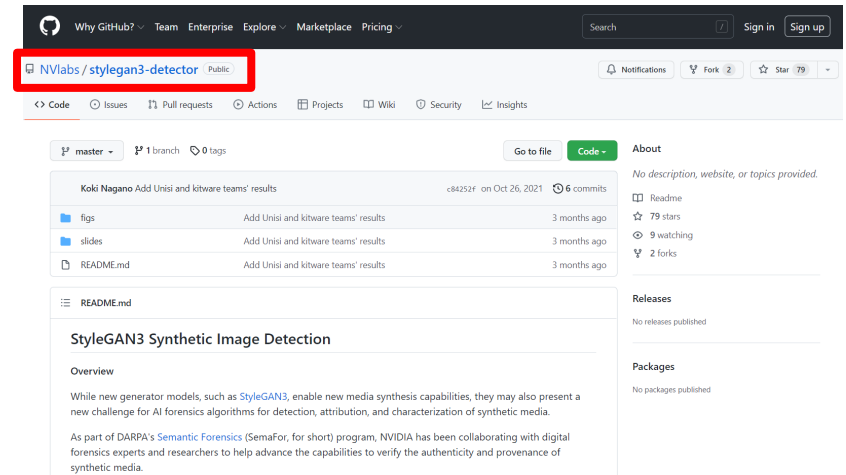 Why GitHub? Team Enterprise Explore Marketplace Pricing Search / Sign in Sign up
NVlabs / stylegan3-detector Public Notifications Fork 2 Star 79
Code Issues Pull requests Actions Projects Wiki Security Insights
master 1 branch 0 tags Go to file Code
Koki Nagano Add Unisi and kitware teams' results c84252f on Oct 26, 2021 6 commits
figs Add Unisi and kitware teams' results 3 months ago
slides Add Unisi and kitware teams' results 3 months ago
README.md Add Unisi and kitware teams' results 3 months ago
README.md
StyleGAN3 Synthetic Image Detection
Overview
While new generator models, such as StyleGAN3, enable new media synthesis capabilities, they may also present a
new challenge for AI forensics algorithms for detection, attribution, and characterization of synthetic media.
As part of DARPA's Semantic Forensics (SemaFor, for short) program, NVIDIA has been collaborating with digital
forensics experts and researchers to help advance the capabilities to verify the authenticity and provenance of
synthetic media.
About
No description, website, or topics provided.
Readme
79 stars
9 watching
2 forks
Releases
No releases published
Packages
No packages published